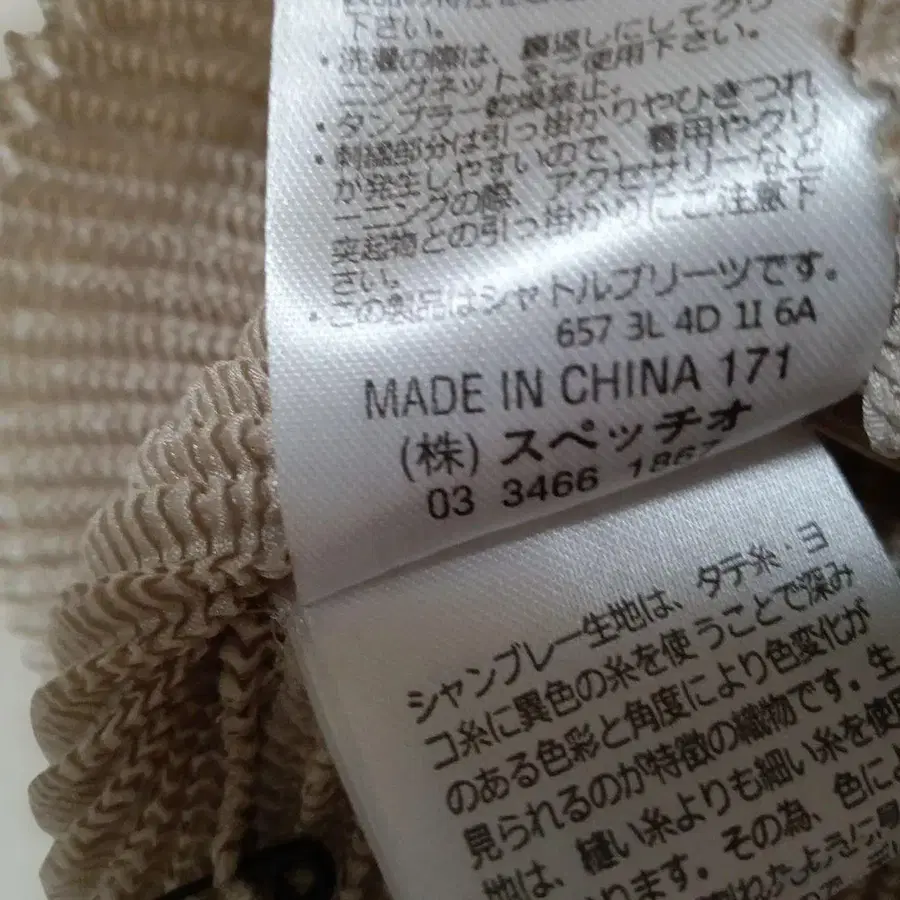 下さい。
・洗濯の際は、裏返しにしてクリ
ーニングネットをご使用下さい。
・タンブラー乾燥禁止。
・刺繍部分は引っ掛かりやひきつれ
が発生しやすいので、着用やクリ
ーニングの際、アクセサリーなど
突起物との引っ掛かりにご注意下
さい。
・この製品はシャトルプリーツです。
657 3L 4D 1I 6A
MADE IN CHINA 171
(株) スペッチオ
03 3466 1867
シャンブレー生地は、タテ糸・ヨ
コ糸に異色の糸を使うことで深み
のある色彩と角度により色変化が
見られるのが特徴の織物です。生
地は、縫い糸よりも細い糸を使用
ります。その為、色によ